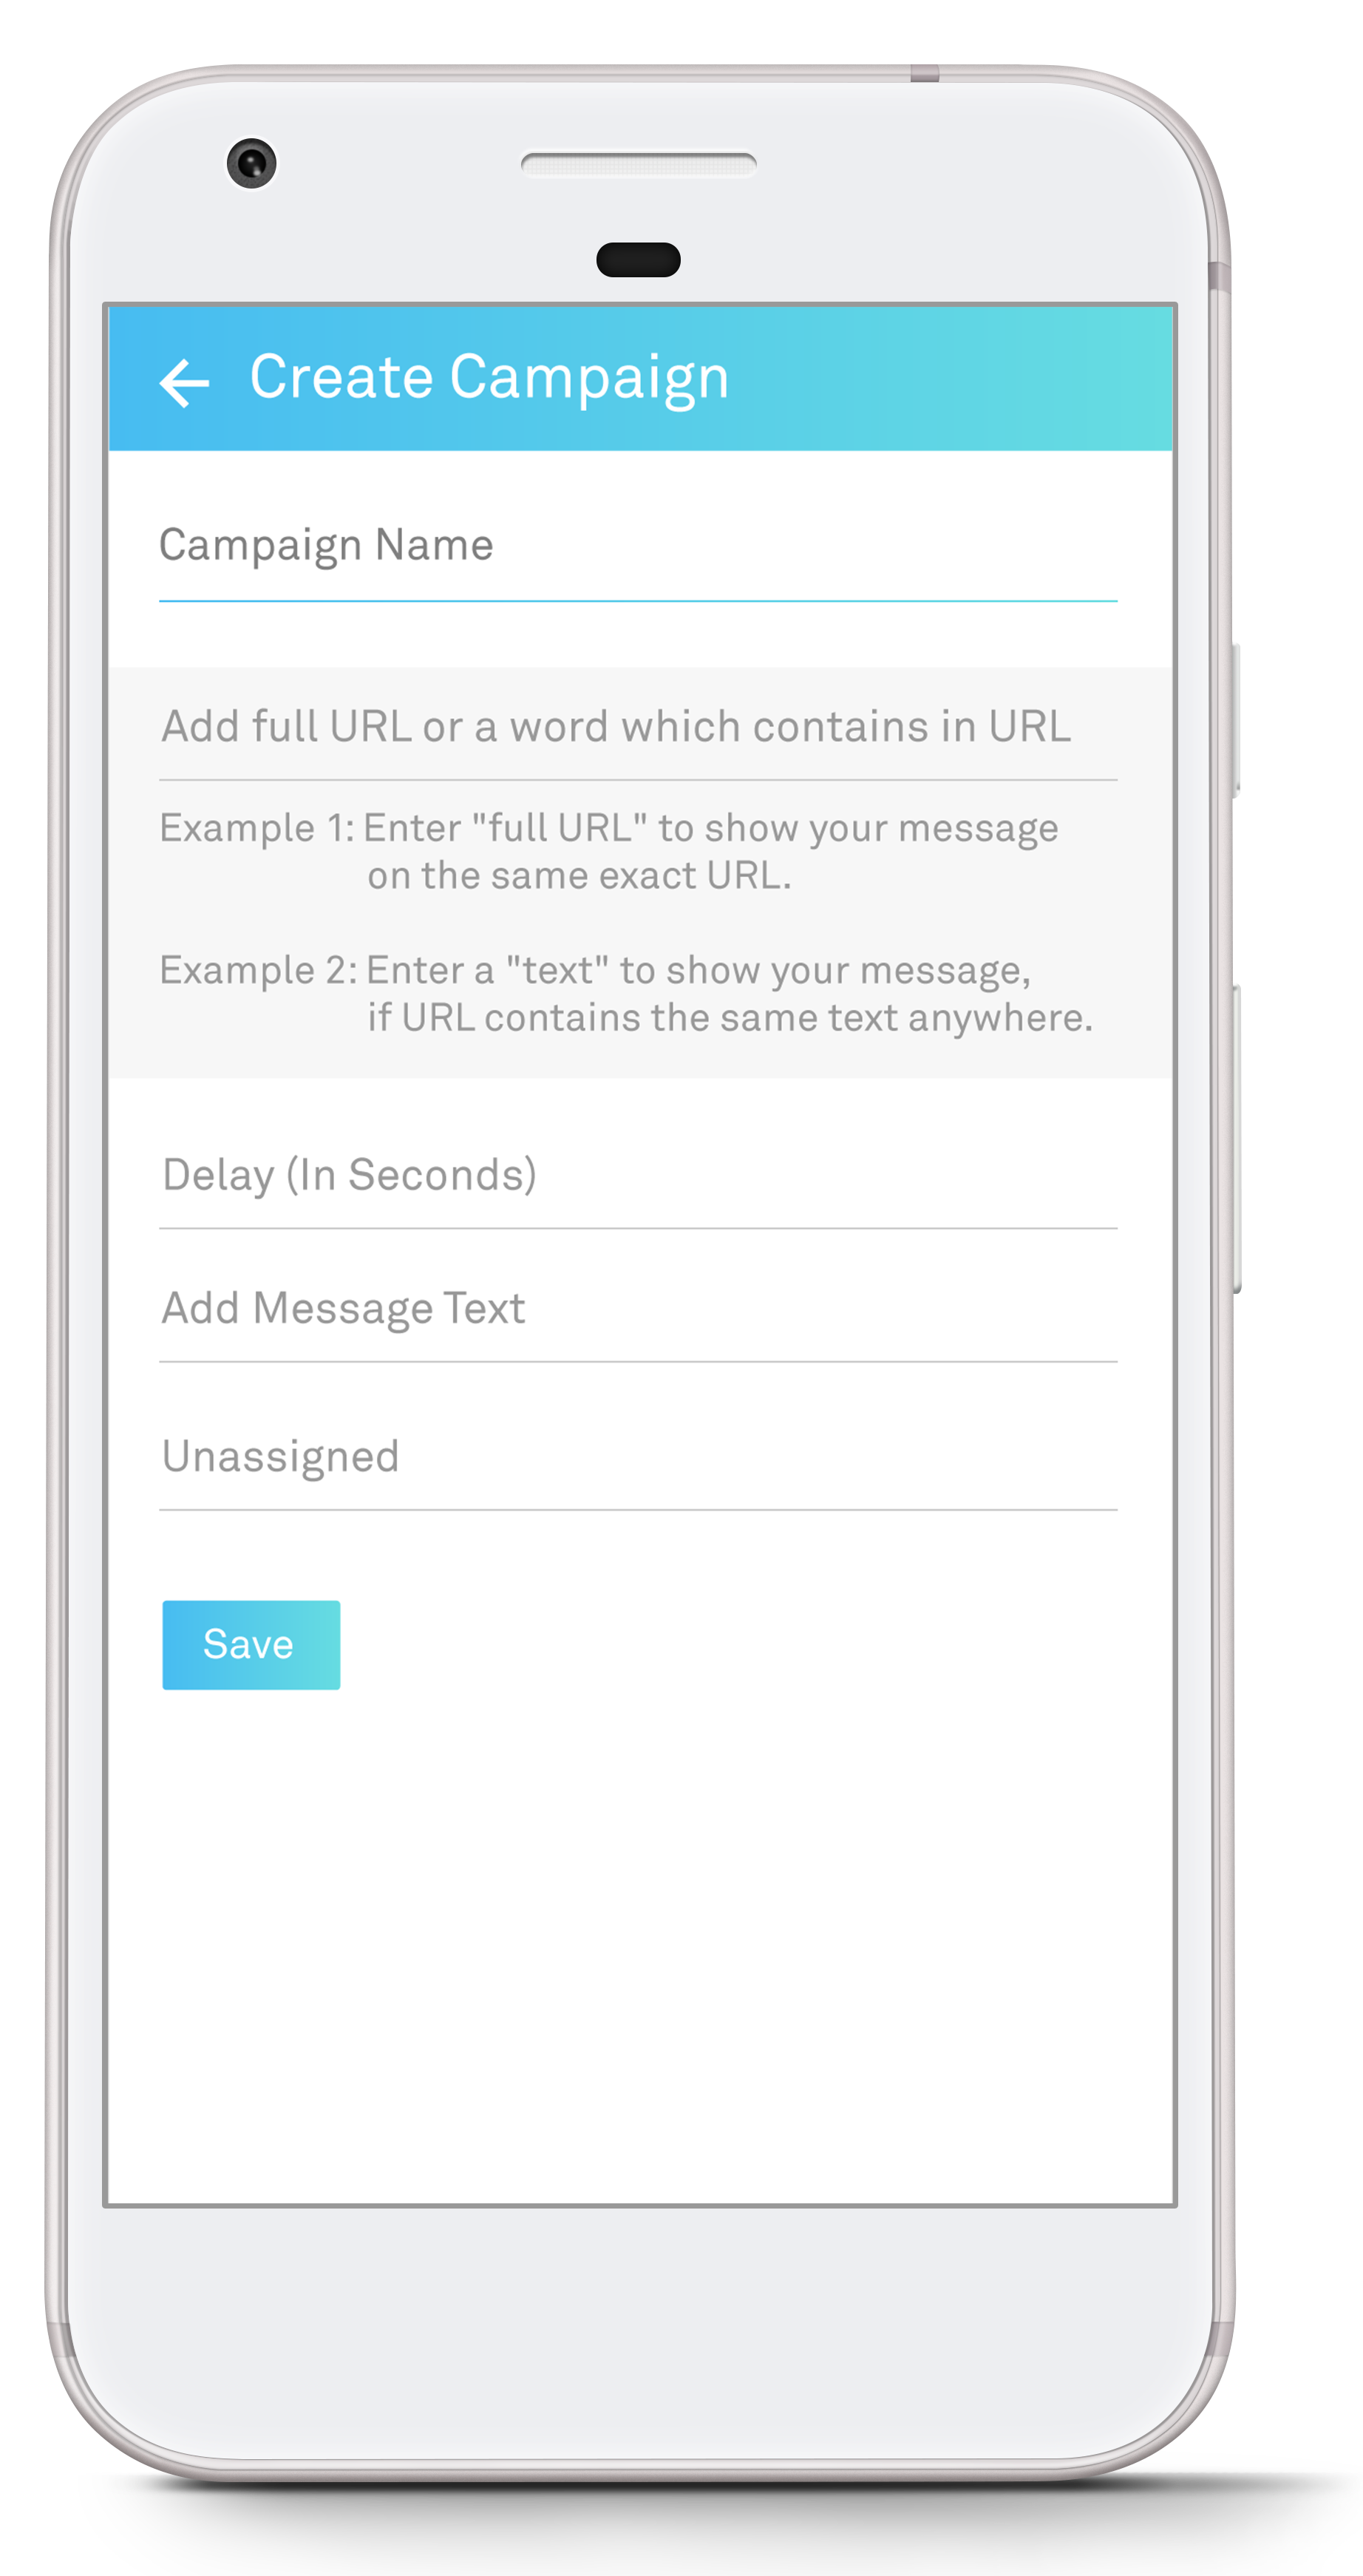 Create Campaign
Campaign Name
Add full URL or a word which contains in URL
Example 1: Enter "full URL" to show your message
on the same exact URL.
Example 2: Enter a "text" to show your message,
if URL contains the same text anywhere.
Delay (In Seconds)
Add Message Text
Unassigned
Save